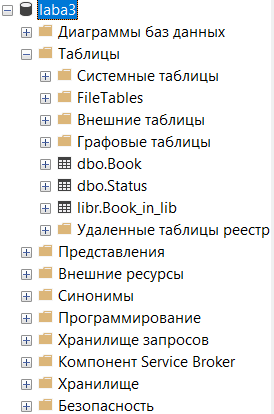 laba3
Диаграммы баз данных
Таблицы
Системные таблицы
FileTables
Внешние таблицы
Графовые таблицы
dbo.Book
dbo.Status
libr.Book_in_lib
Удаленные таблицы реестр
Представления
Внешние ресурсы
Синонимы
Программирование
Хранилище запросов
Компонент Service Broker
Хранилище
Безопасность